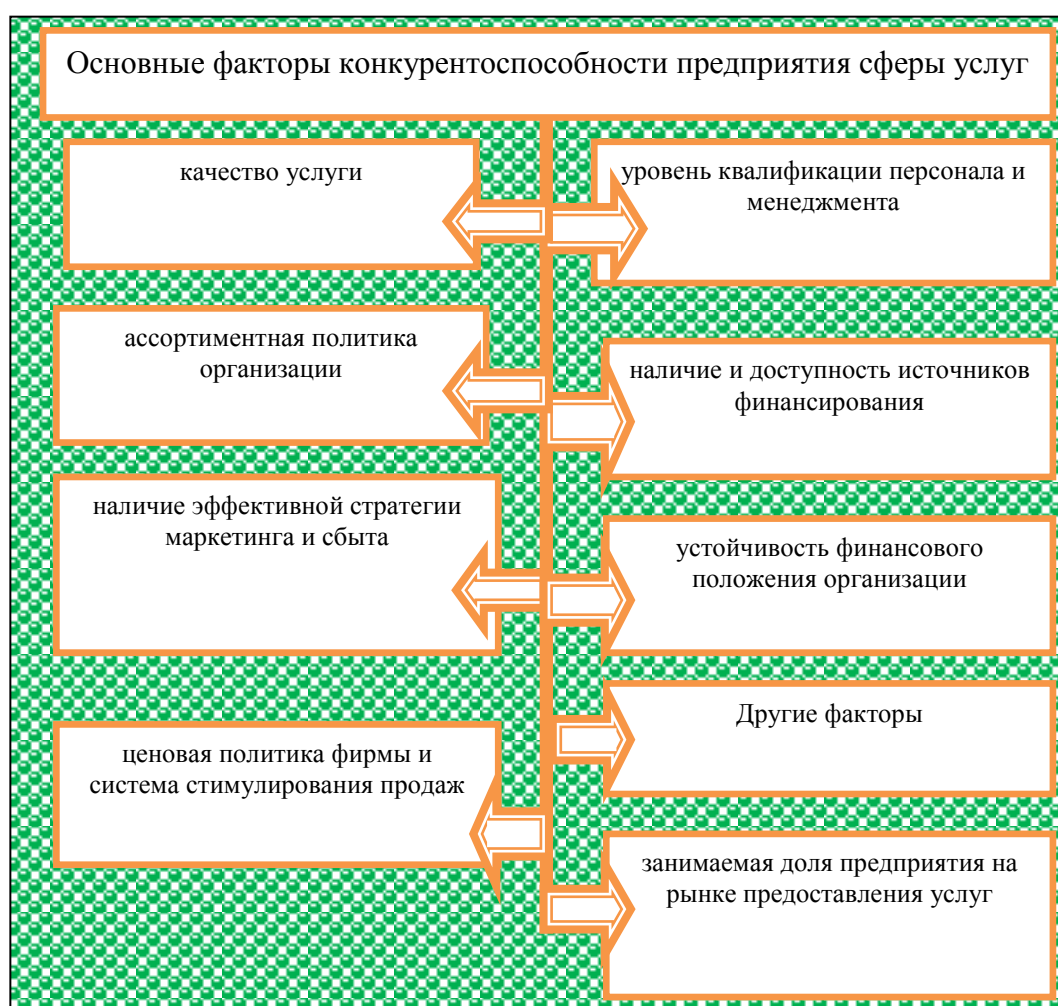 Основные факторы конкурентоспособности предприятия сферы услуг
качество услуги
уровень квалификации персонала и
менеджмента
ассортиментная политика
организации
наличие и доступность источников
финансирования
наличие эффективной стратегии
маркетинга и сбыта
устойчивость финансового
положения организации
Другие факторы
ценовая политика фирмы и
система стимулирования продаж
занимаемая доля предприятия на
рынке предоставления услуг